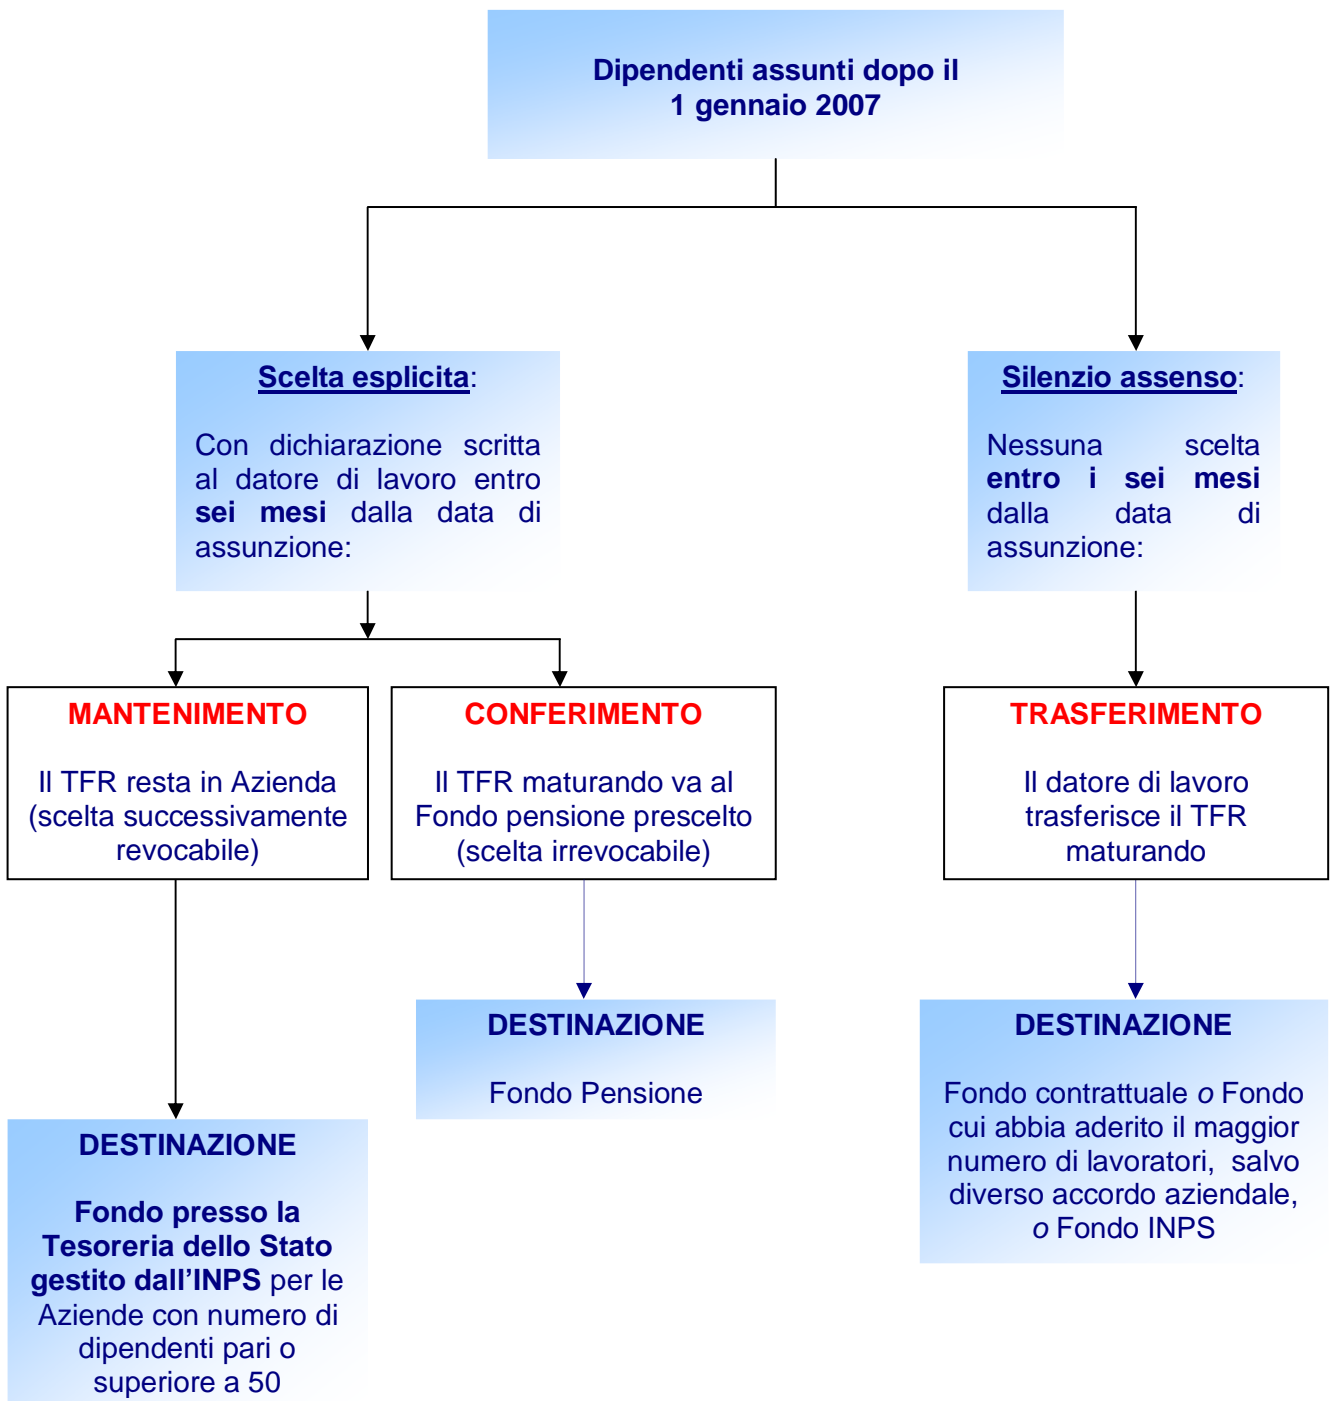 Dipendenti assunti dopo il
1 gennaio 2007
Scelta esplicita:
Con dichiarazione scritta
al datore di lavoro entro
sei mesi dalla data di
assunzione:
Silenzio assenso:
Nessuna scelta
entro i sei mesi
dalla data di
assunzione:
MANTENIMENTO
Il TFR resta in Azienda
(scelta successivamente
revocabile)
CONFERIMENTO
Il TFR maturando va al
Fondo pensione prescelto
(scelta irrevocabile)
TRASFERIMENTO
Il datore di lavoro
trasferisce il TFR
maturando
DESTINAZIONE
Fondo presso la
Tesoreria dello Stato
gestito dall'INPS per le
Aziende con numero di
dipendenti pari o
superiore a 50
DESTINAZIONE
Fondo Pensione
DESTINAZIONE
Fondo contrattuale o Fondo
cui abbia aderito il maggior
numero di lavoratori, salvo
diverso accordo aziendale,
o Fondo INPS